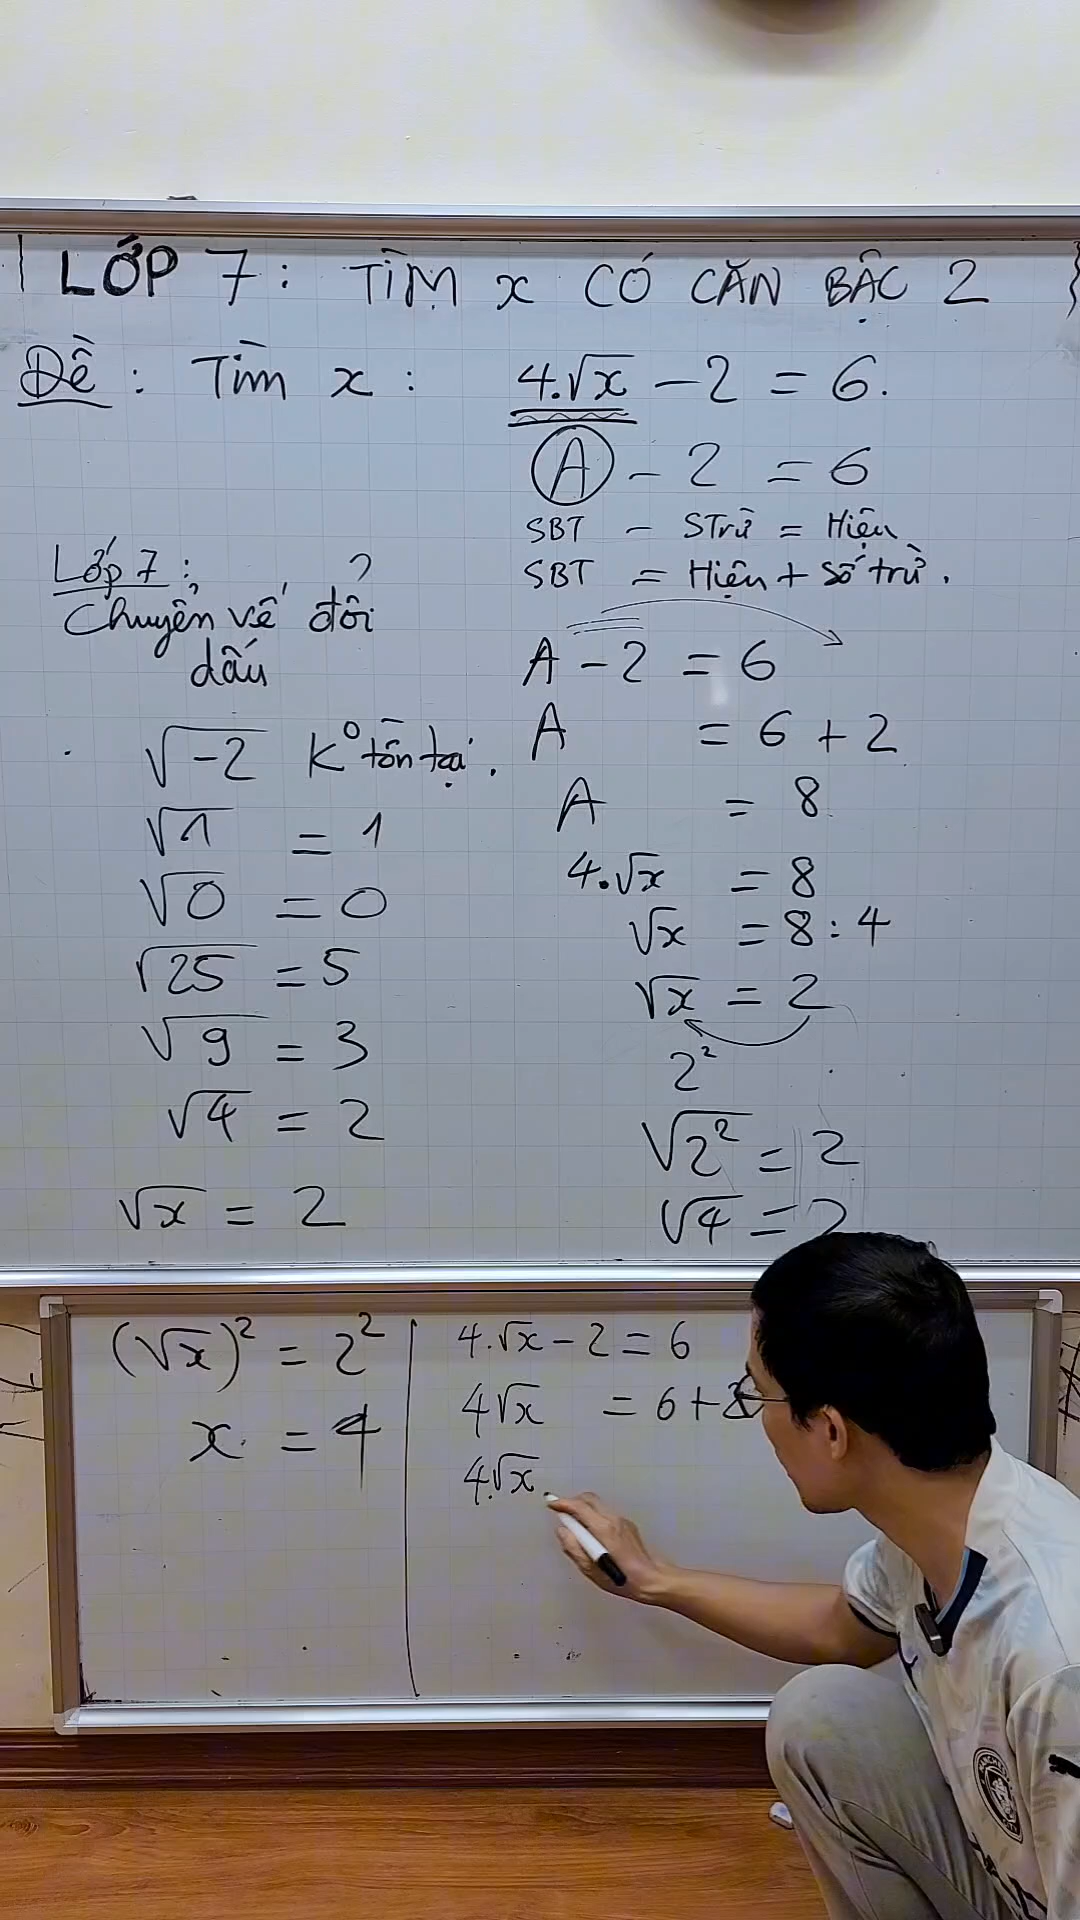 LỚP 7: TÌM x CÓ CĂN BẬC 2
Đề: Tìm x: 4.√x - 2 = 6.
A - 2 = 6
SBT - STrừ = Hiệu
SBT = Hiệu + Số trừ.
Lớp 7:
Chuyển vế đổi
dấu
A - 2 = 6
A = 6 + 2
A = 8
4.√x = 8
√x = 8 : 4
√x = 2
2²
√2² = 2
√4 = 2
√-2 K° tồn tại.
√1 = 1
√0 = 0
√25 = 5
√9 = 3
√4 = 2
√x = 2
(√x)² = 2²
x = 4
4.√x - 2 = 6
4√x = 6 + 2
4.√x